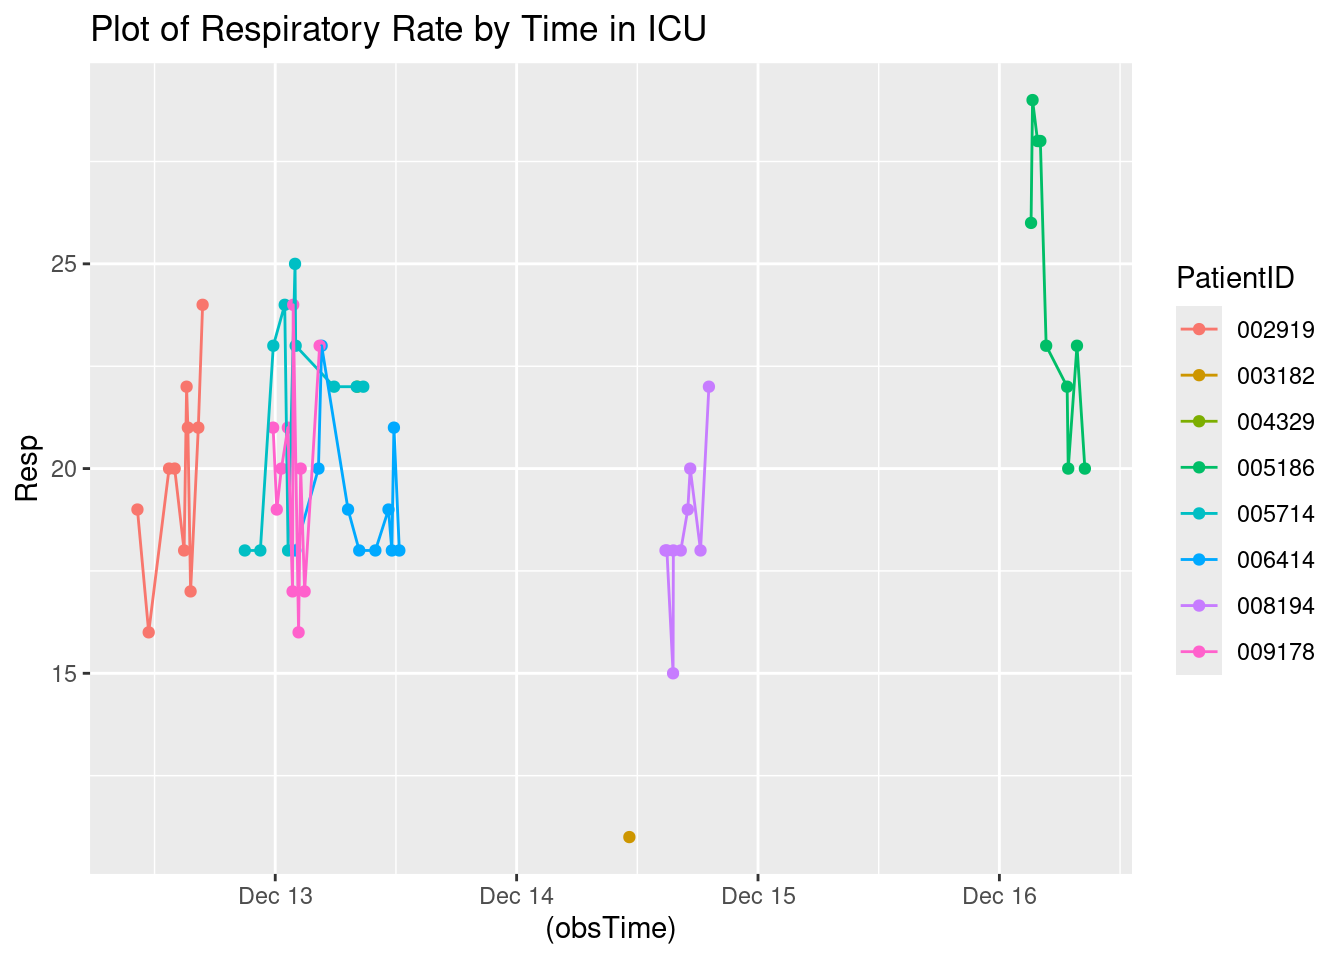 Plot of Respiratory Rate by Time in ICU
Resp
25
20
15
Dec 13
Dec 14
Dec 15
Dec 16
(obsTime)
PatientID
002919
003182
004329
005186
005714
006414
008194
009178